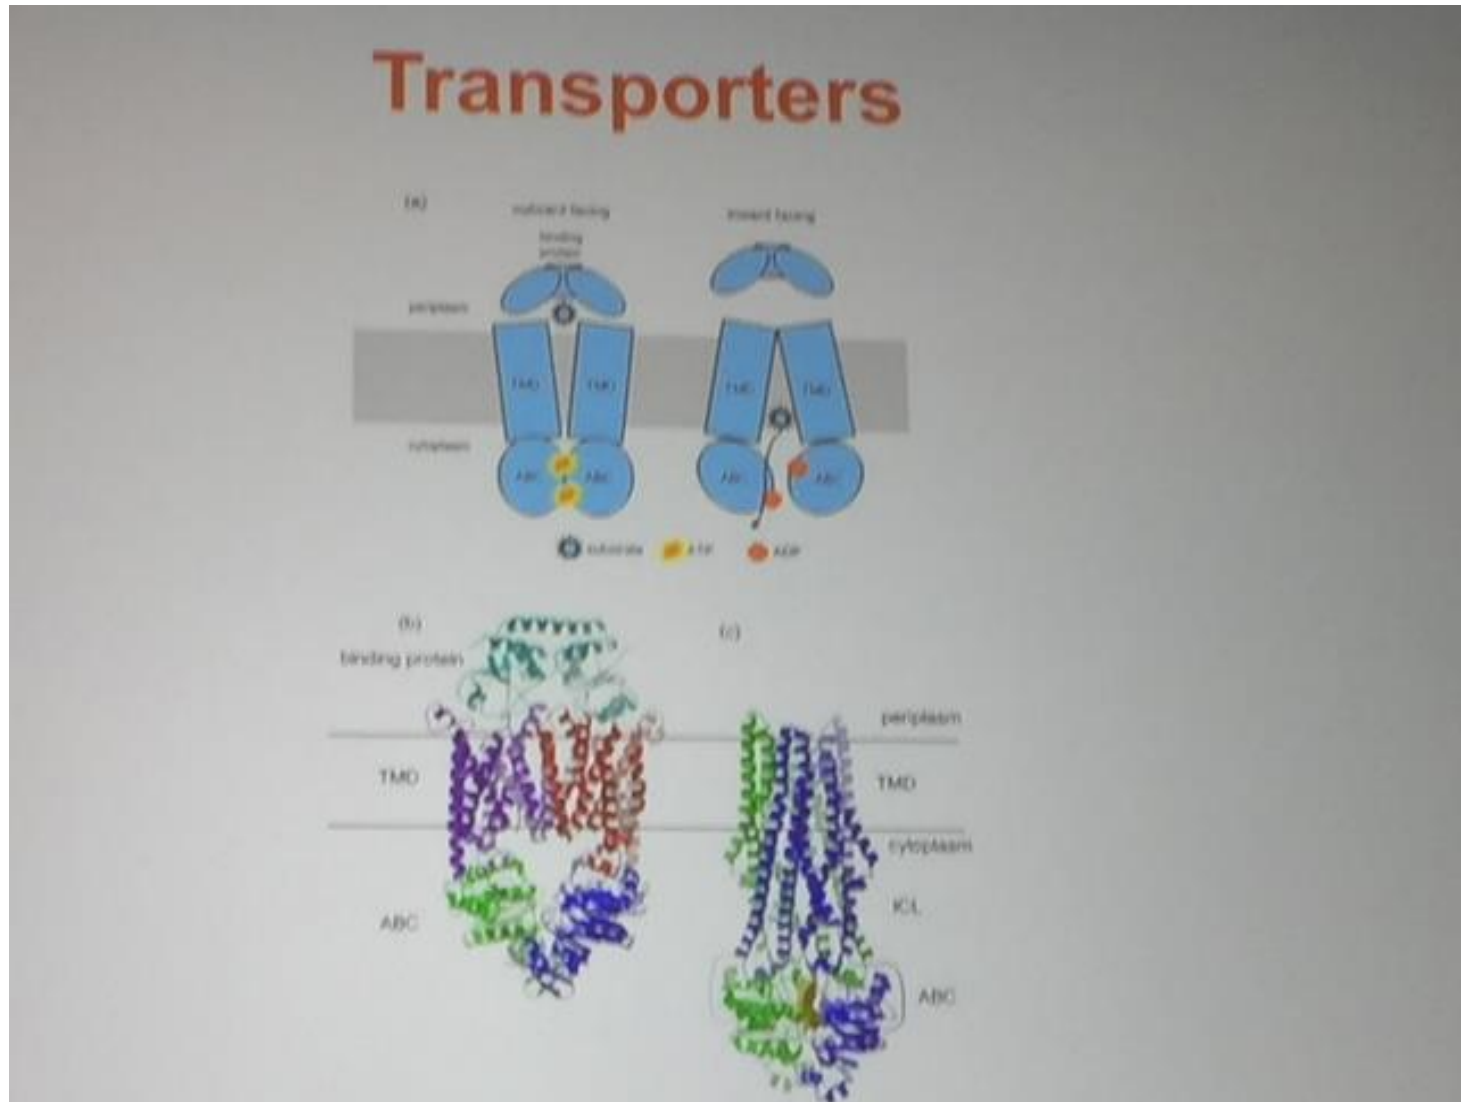 Transporters
(a)
outward facing
inward facing
binding
protein
periplasm
TMD TMD TMD TMD
cytoplasm
ABC ABC ABC ABC
substrate ATP ADP
(b)
(c)
binding protein
periplasm
TMD
TMD
cytoplasm
ICL
ABC
ABC